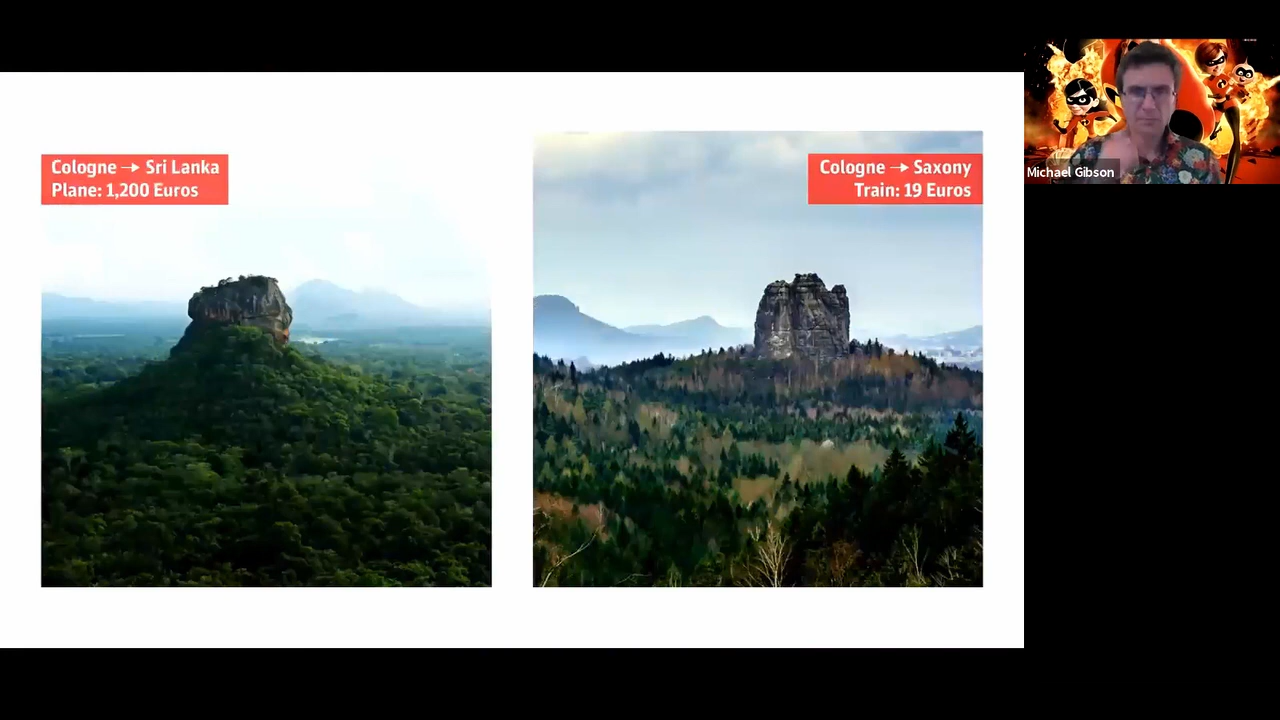 Cologne → Sri Lanka
Plane: 1,200 Euros
Cologne → Saxony
Train: 19 Euros
Michael Gibson